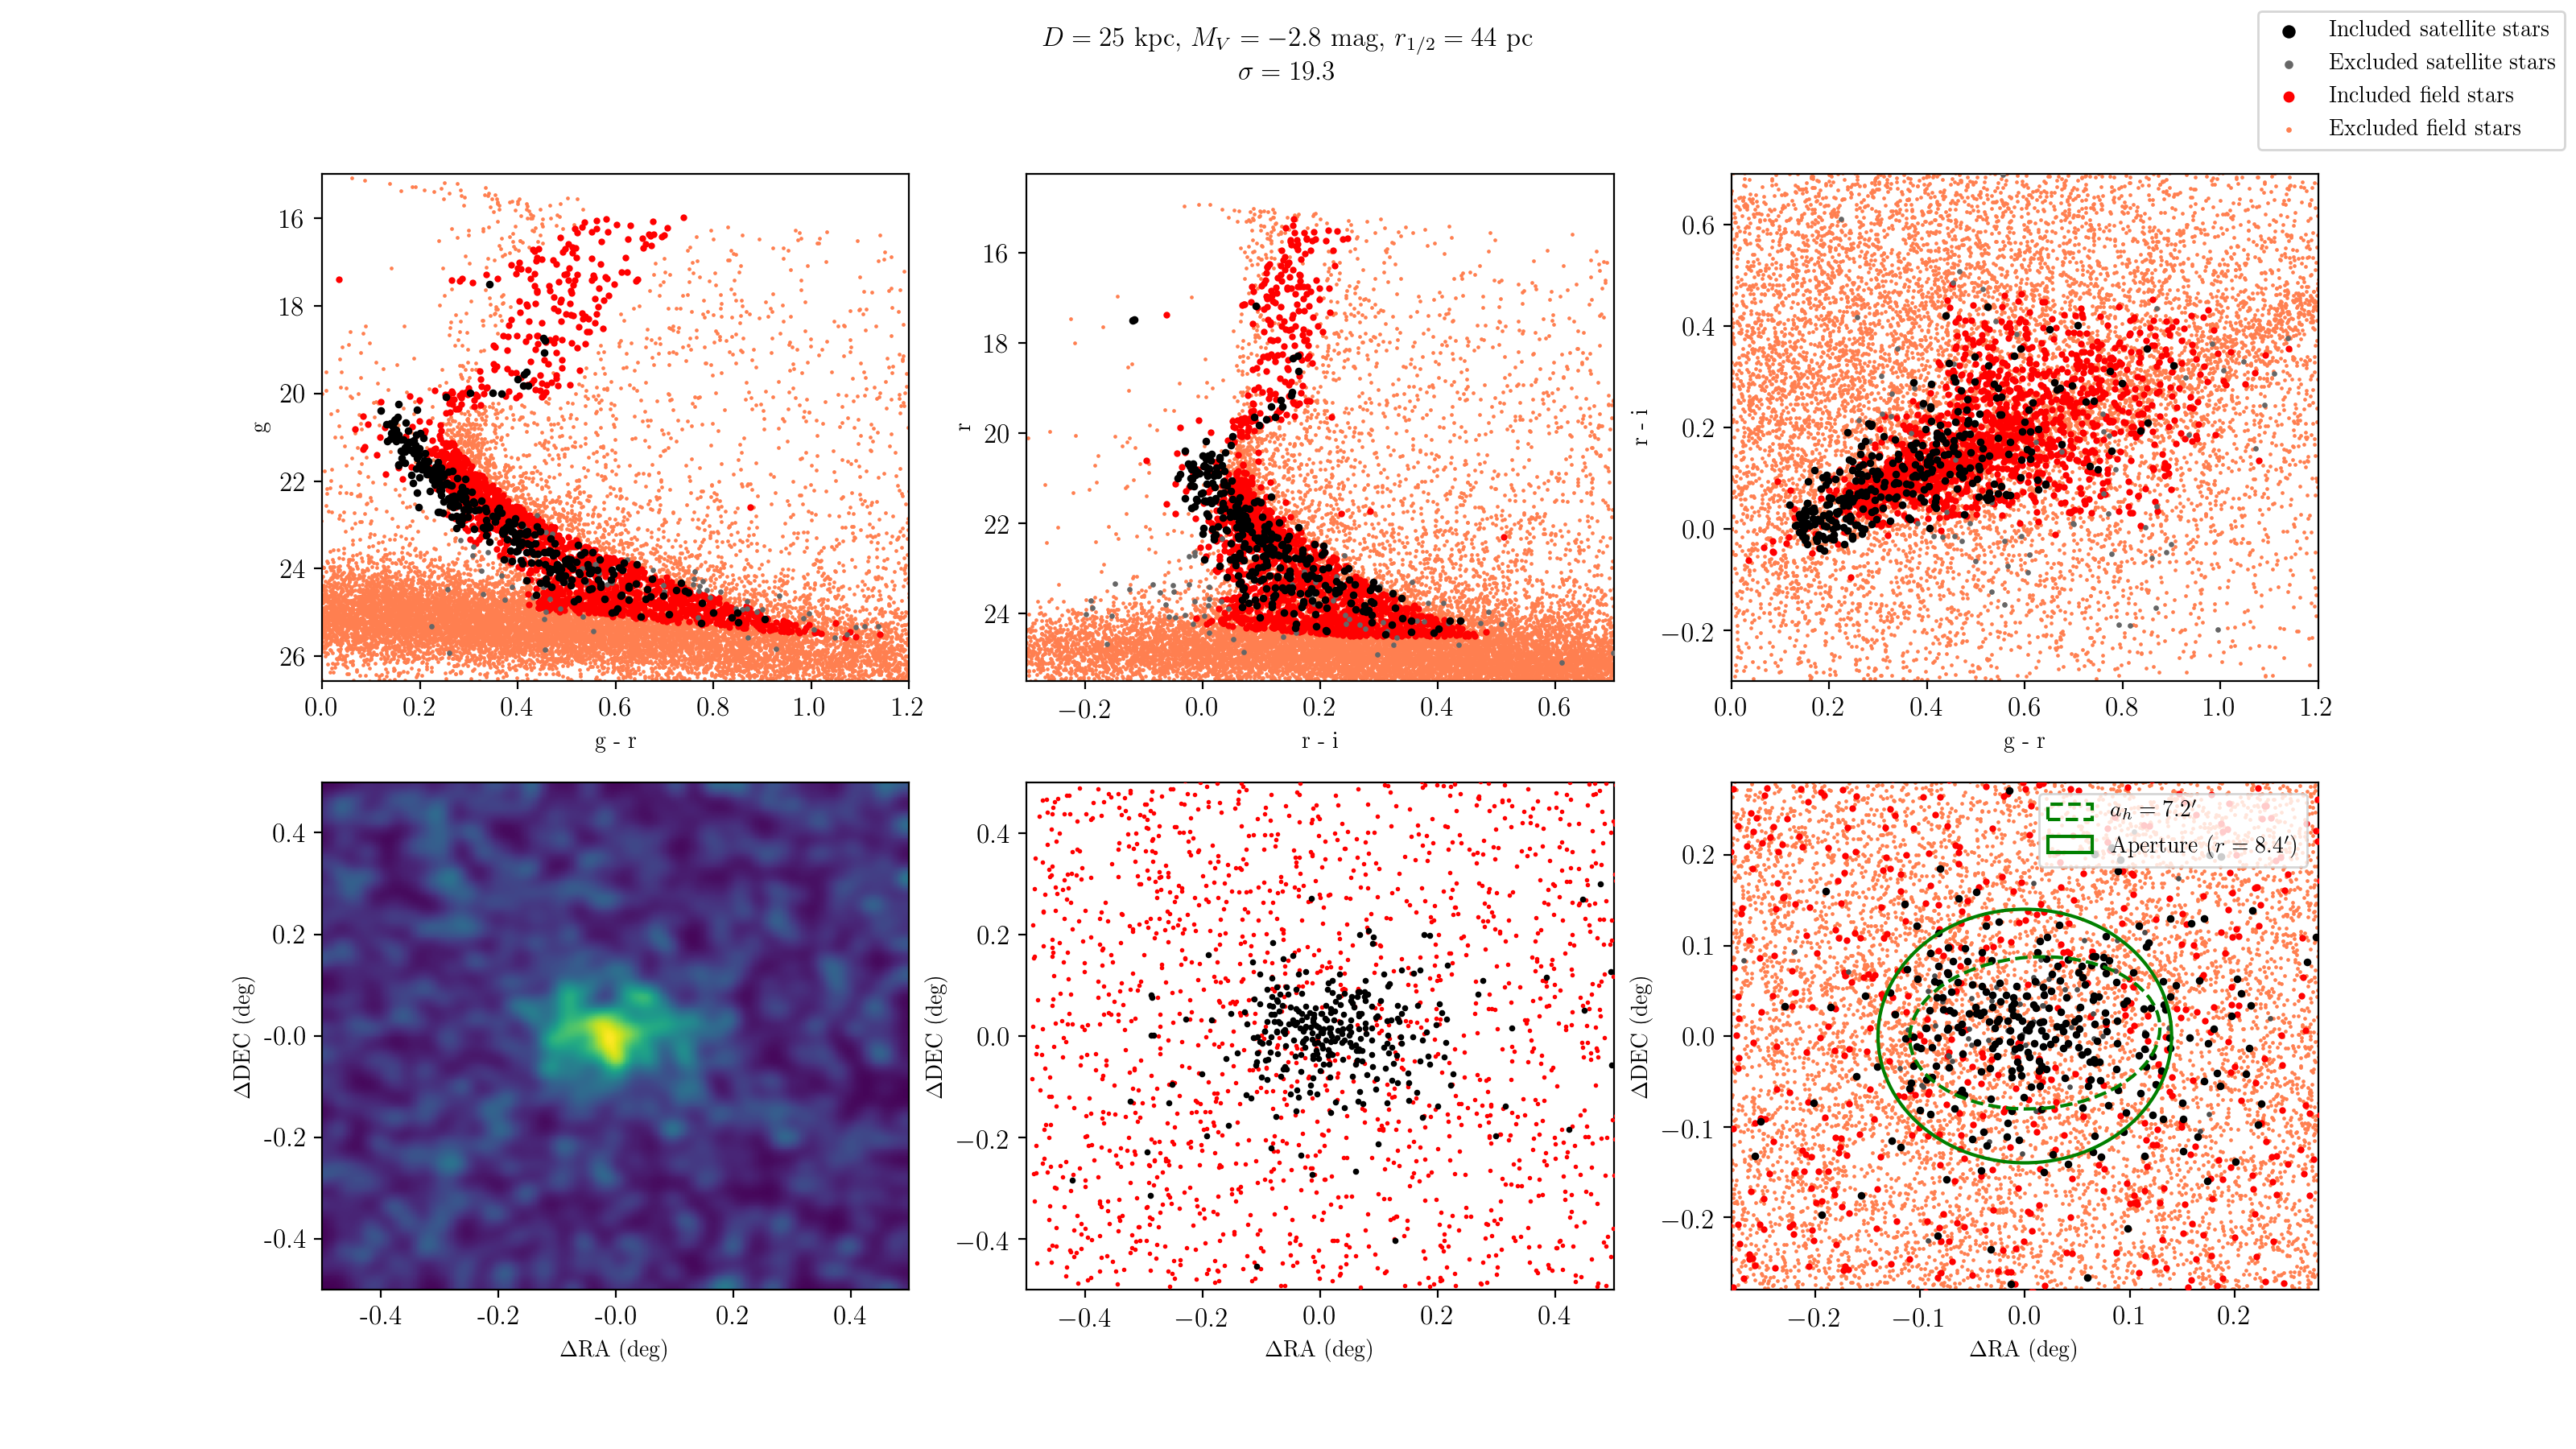 D = 25 kpc, M_V = −2.8 mag, r_{1/2} = 44 pc
σ = 19.3
Included satellite stars
Excluded satellite stars
Included field stars
Excluded field stars
16
18
20
22
24
26
g
0.0 0.2 0.4 0.6 0.8 1.0 1.2
g - r
16
18
20
22
24
r
−0.2 0.0 0.2 0.4 0.6
r - i
0.6
0.4
0.2
0.0
−0.2
r - i
0.0 0.2 0.4 0.6 0.8 1.0 1.2
g - r
0.4
0.2
-0.0
-0.2
-0.4
ΔDEC (deg)
-0.4 -0.2 -0.0 0.2 0.4
ΔRA (deg)
0.4
0.2
0.0
−0.2
−0.4
ΔDEC (deg)
−0.4 −0.2 0.0 0.2 0.4
ΔRA (deg)
a_h = 7.2′
Aperture (r = 8.4′)
0.2
0.1
0.0
−0.1
−0.2
ΔDEC (deg)
−0.2 −0.1 0.0 0.1 0.2
ΔRA (deg)